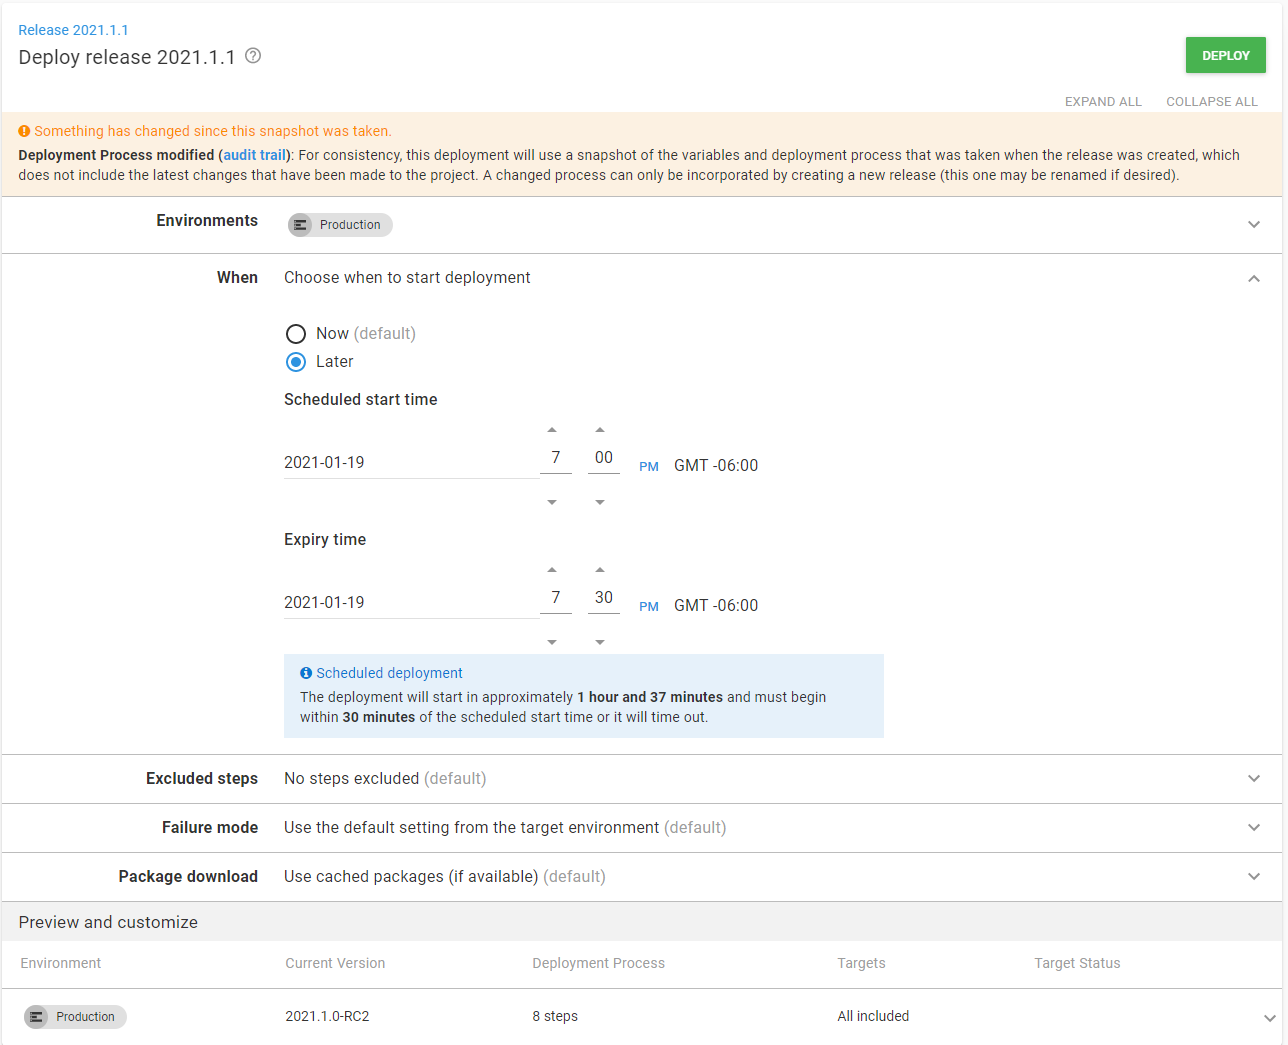 Release 2021.1.1
Deploy release 2021.1.1
DEPLOY
EXPAND ALL COLLAPSE ALL
Something has changed since this snapshot was taken.
Deployment Process modified (audit trail): For consistency, this deployment will use a snapshot of the variables and deployment process that was taken when the release was created, which
does not include the latest changes that have been made to the project. A changed process can only be incorporated by creating a new release (this one may be renamed if desired).
Environments Production
When Choose when to start deployment
Now (default)
Later
Scheduled start time
2021-01-19 7 00 PM GMT -06:00
Expiry time
2021-01-19 7 30 PM GMT -06:00
Scheduled deployment
The deployment will start in approximately 1 hour and 37 minutes and must begin
within 30 minutes of the scheduled start time or it will time out.
Excluded steps No steps excluded (default)
Failure mode Use the default setting from the target environment (default)
Package download Use cached packages (if available) (default)
Preview and customize
Environment Current Version Deployment Process Targets Target Status
Production 2021.1.0-RC2 8 steps All included